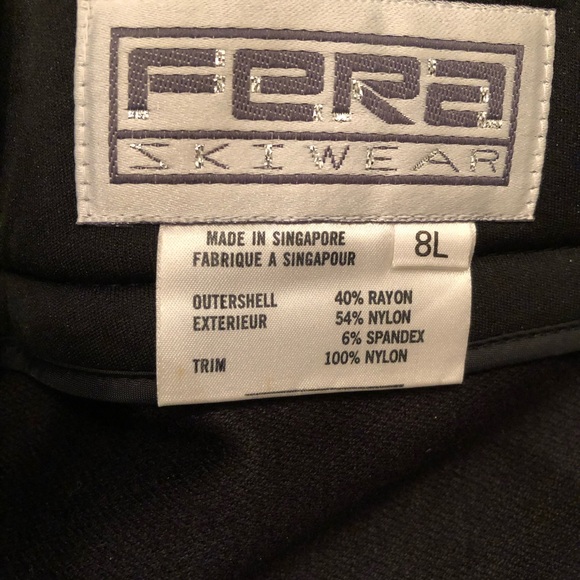 FERA
SKIWEAR
MADE IN SINGAPORE 8L
FABRIQUE A SINGAPOUR
OUTERSHELL 40% RAYON
EXTERIEUR 54% NYLON
6% SPANDEX
TRIM 100% NYLON